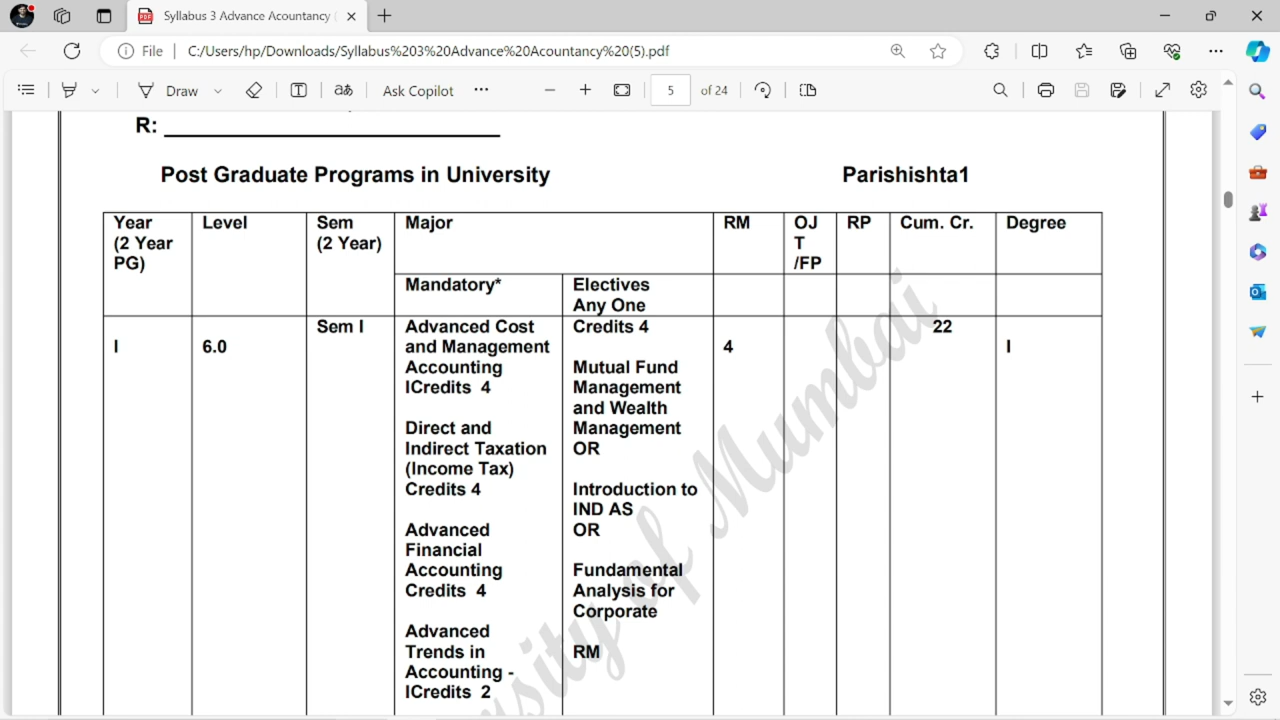 Syllabus 3 Advance Acountancy (
File
C:/Users/hp/Downloads/Syllabus%203%20Advance%20Acountancy%20(5).pdf
Draw
Ask Copilot
5 of 24
R:
Post Graduate Programs in University
Parishishta1
Year
(2 Year
PG)
Level
Sem
(2 Year)
Major
RM
OJ
T
/FP
RP
Cum. Cr.
Degree
Mandatory*
Electives
Any One
I
6.0
Sem I
Advanced Cost
and Management
Accounting
ICredits 4
Direct and
Indirect Taxation
(Income Tax)
Credits 4
Advanced
Financial
Accounting
Credits 4
Advanced
Trends in
Accounting -
ICredits 2
Credits 4
Mutual Fund
Management
and Wealth
Management
OR
Introduction to
IND AS
OR
Fundamental
Analysis for
Corporate
RM
4
22
I
ersity of Mumbai